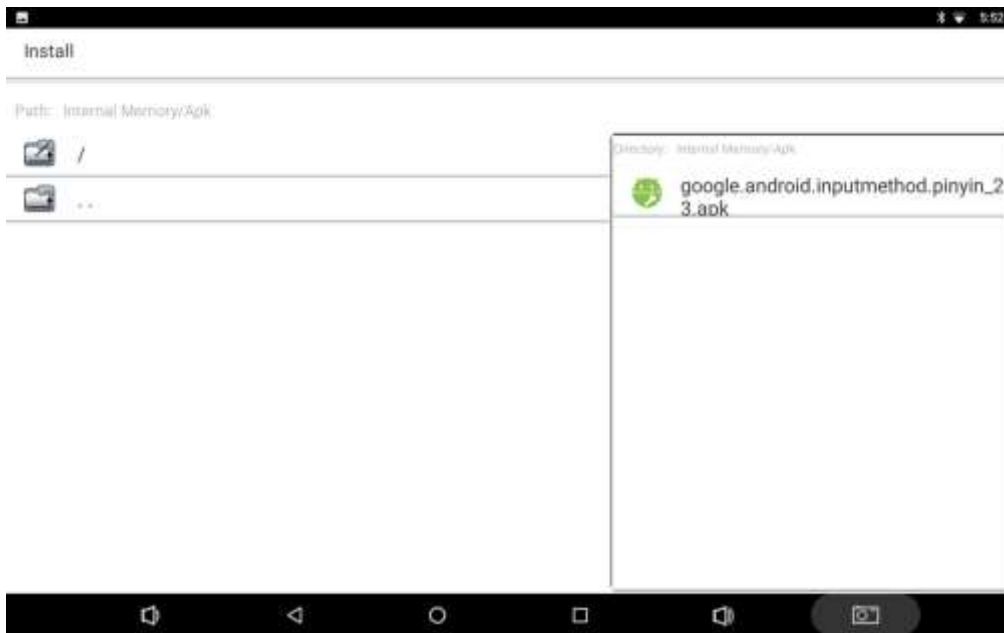 5:52
Install
Path: Internal Memory/Apk
/
..
Directory: Internal Memory/Apk
google.android.inputmethod.pinyin_2
3.apk